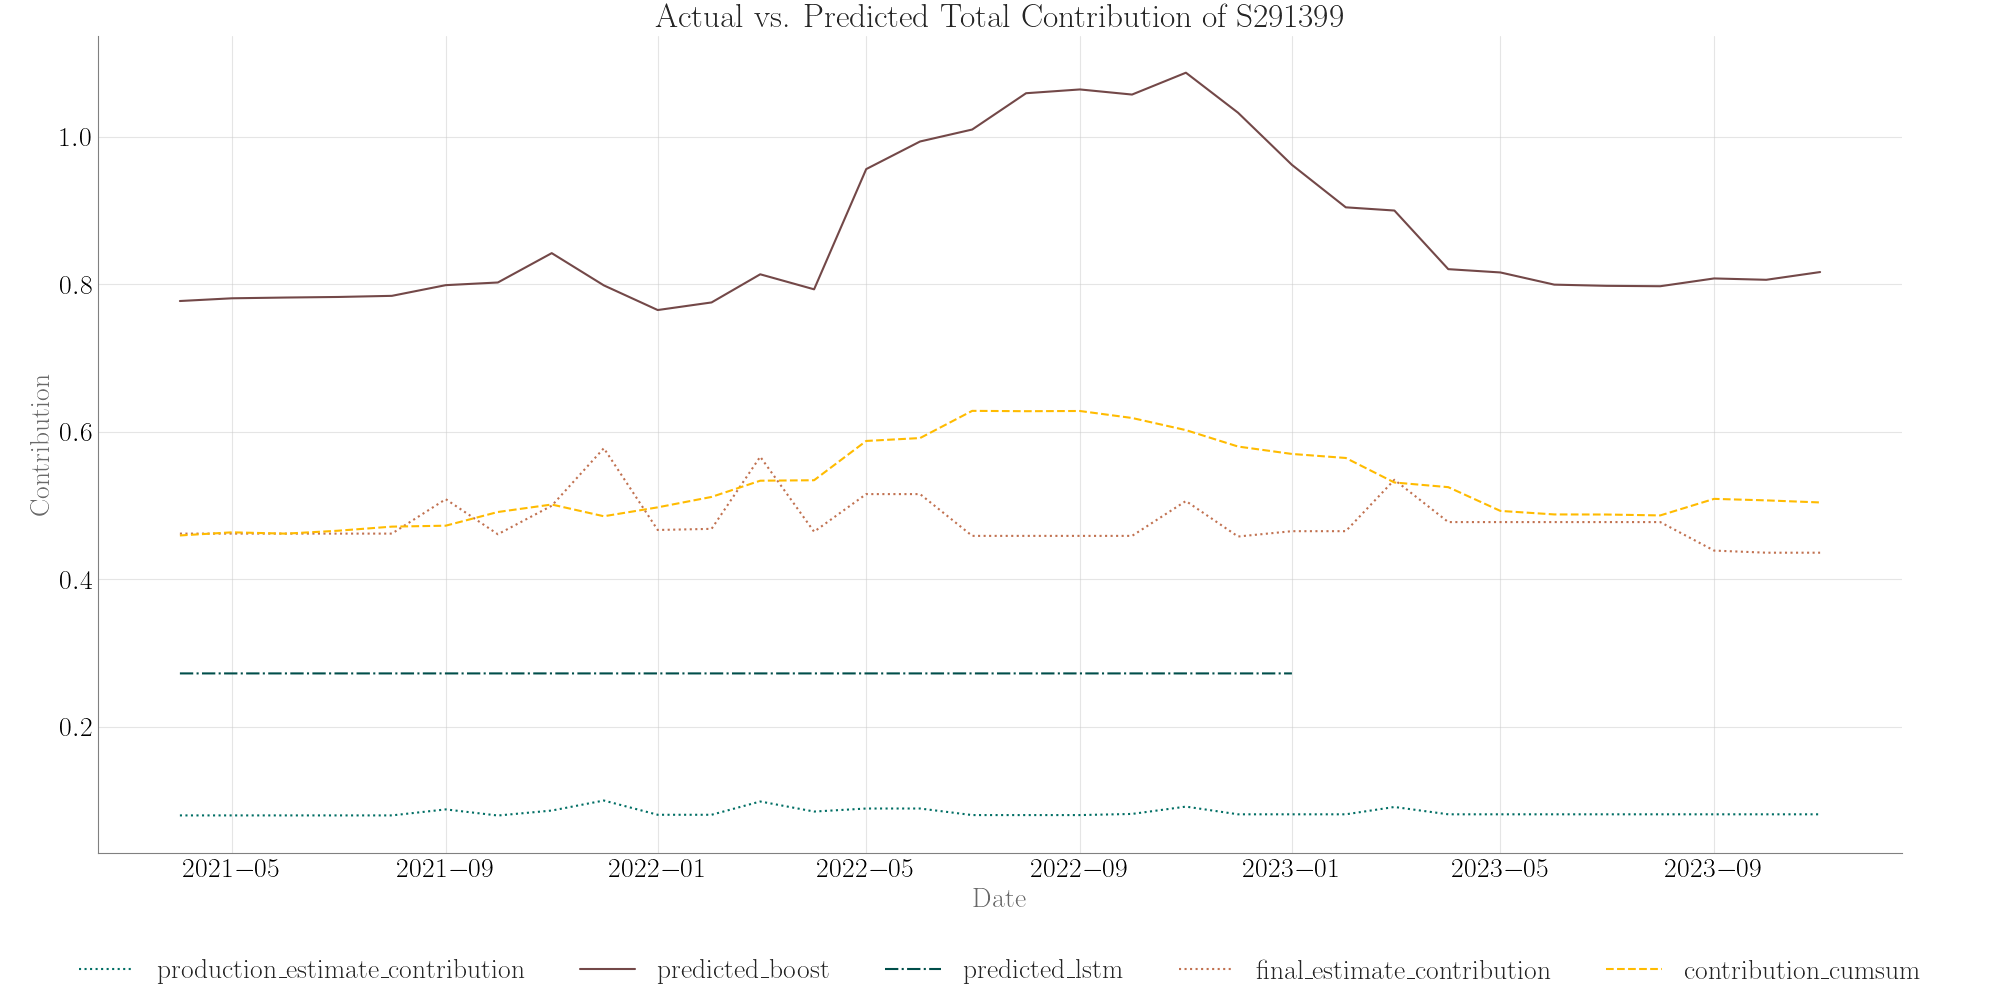 Actual vs. Predicted Total Contribution of S291399
1.0
0.8
0.6
0.4
0.2
Contribution
2021−05 2021−09 2022−01 2022−05 2022−09 2023−01 2023−05 2023−09
Date
production_estimate_contribution predicted_boost predicted_lstm final_estimate_contribution contribution_cumsum